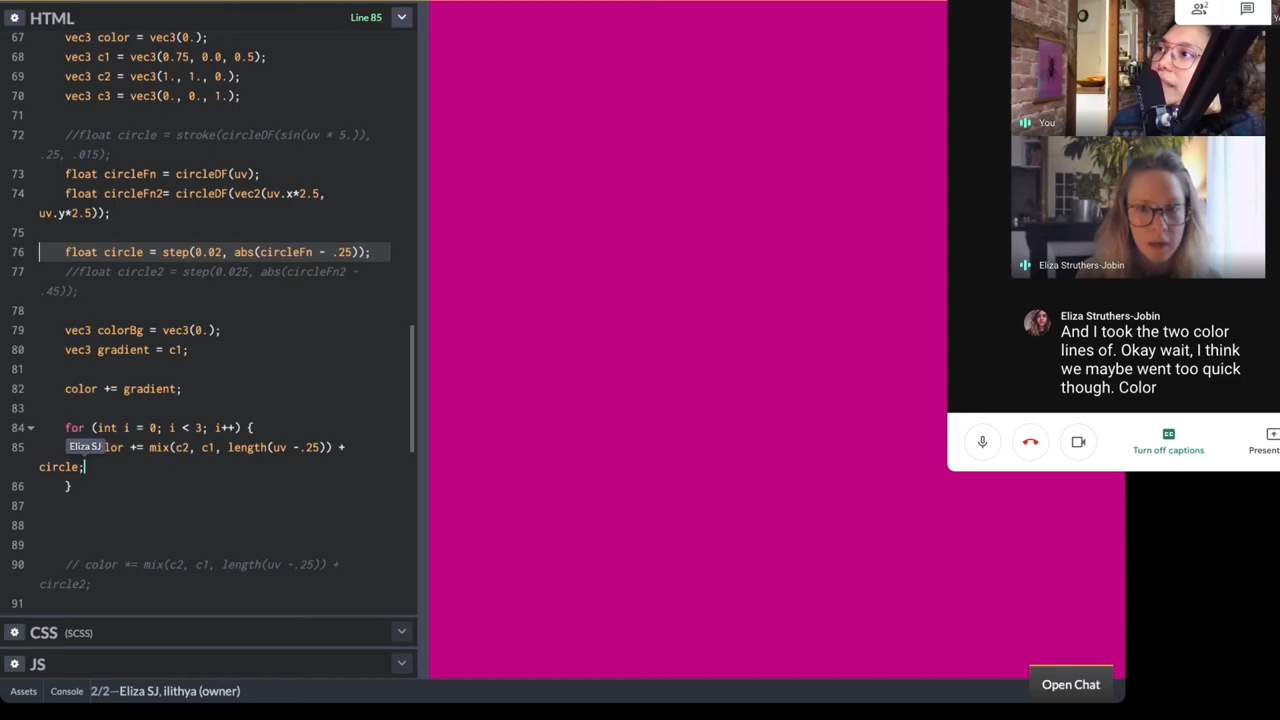 HTML
Line 85
67 vec3 color = vec3(0.);
68 vec3 c1 = vec3(0.75, 0.0, 0.5);
69 vec3 c2 = vec3(1., 1., 0.);
70 vec3 c3 = vec3(0., 0., 1.);
71
72 //float circle = stroke(circleDF(sin(uv * 5.)),
.25, .015);
73 float circleFn = circleDF(uv);
74 float circleFn2= circleDF(vec2(uv.x*2.5,
uv.y*2.5));
75
76 float circle = step(0.02, abs(circleFn - .25));
77 //float circle2 = step(0.025, abs(circleFn2 -
.45));
78
79 vec3 colorBg = vec3(0.);
80 vec3 gradient = c1;
81
82 color += gradient;
83
84 for (int i = 0; i < 3; i++) {
Eliza SJ
85 lor += mix(c2, c1, length(uv -.25)) +
circle;
86 }
87
88
89
90 // color *= mix(c2, c1, length(uv -.25)) +
circle2;
91
CSS (SCSS)
JS
Assets Console 2/2—Eliza SJ, ilithya (owner)
Open Chat
2
You
Eliza Struthers-Jobin
Eliza Struthers-Jobin
And I took the two color
lines of. Okay wait, I think
we maybe went too quick
though. Color
Turn off captions
Present